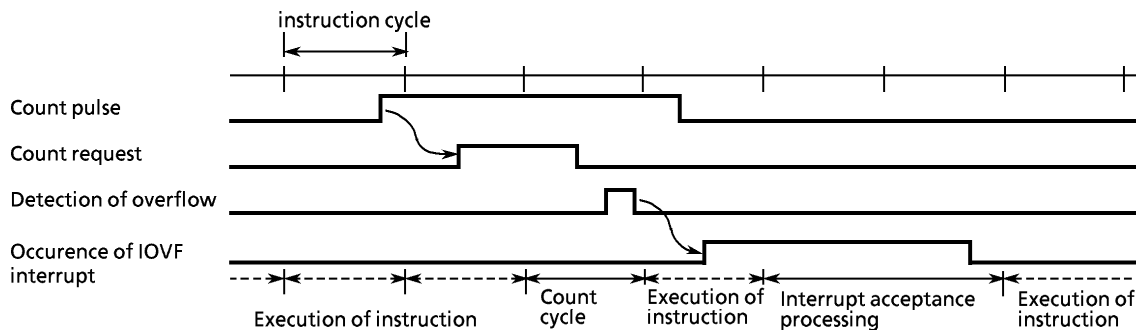 instruction cycle
Count pulse
Count request
Detection of overflow
Occurence of IOVF
interrupt
Execution of instruction
Count
cycle
Execution of
instruction
Interrupt acceptance
processing
Execution of
instruction